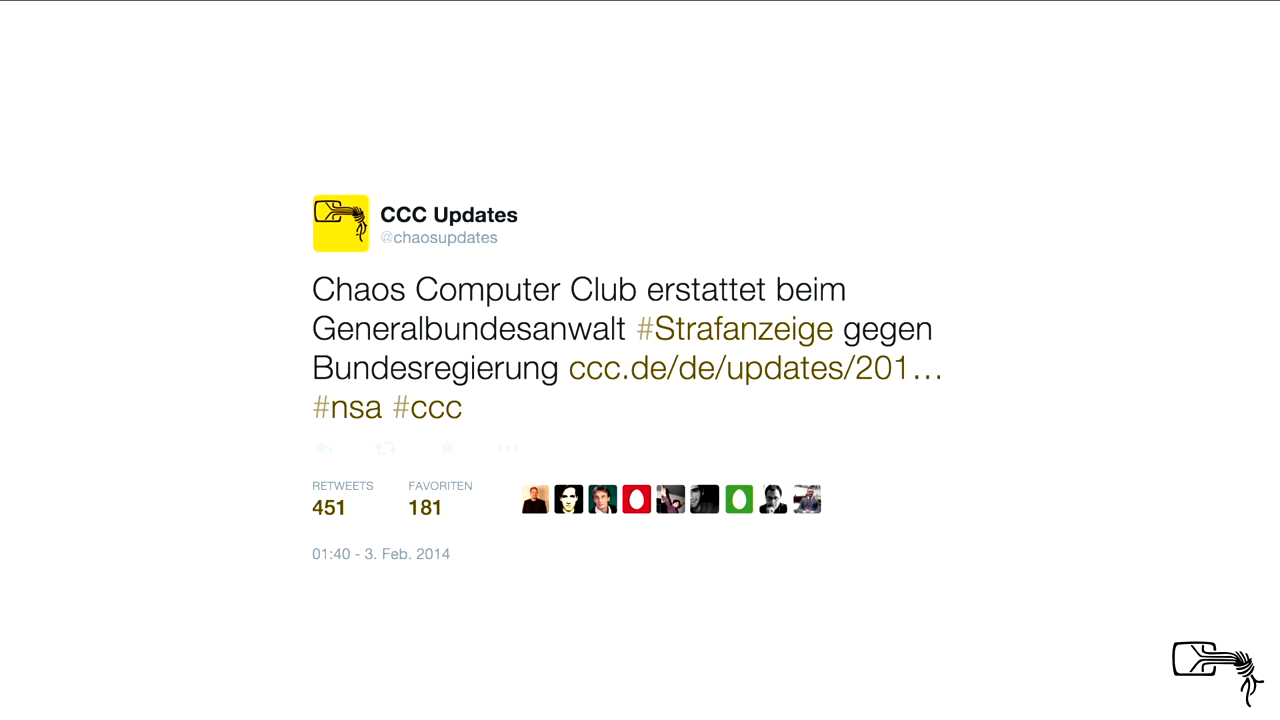 CCC Updates
@chaosupdates
Chaos Computer Club erstattet beim
Generalbundesanwalt #Strafanzeige gegen
Bundesregierung ccc.de/de/updates/201…
#nsa #ccc
RETWEETS FAVORITEN
451 181
01:40 - 3. Feb. 2014